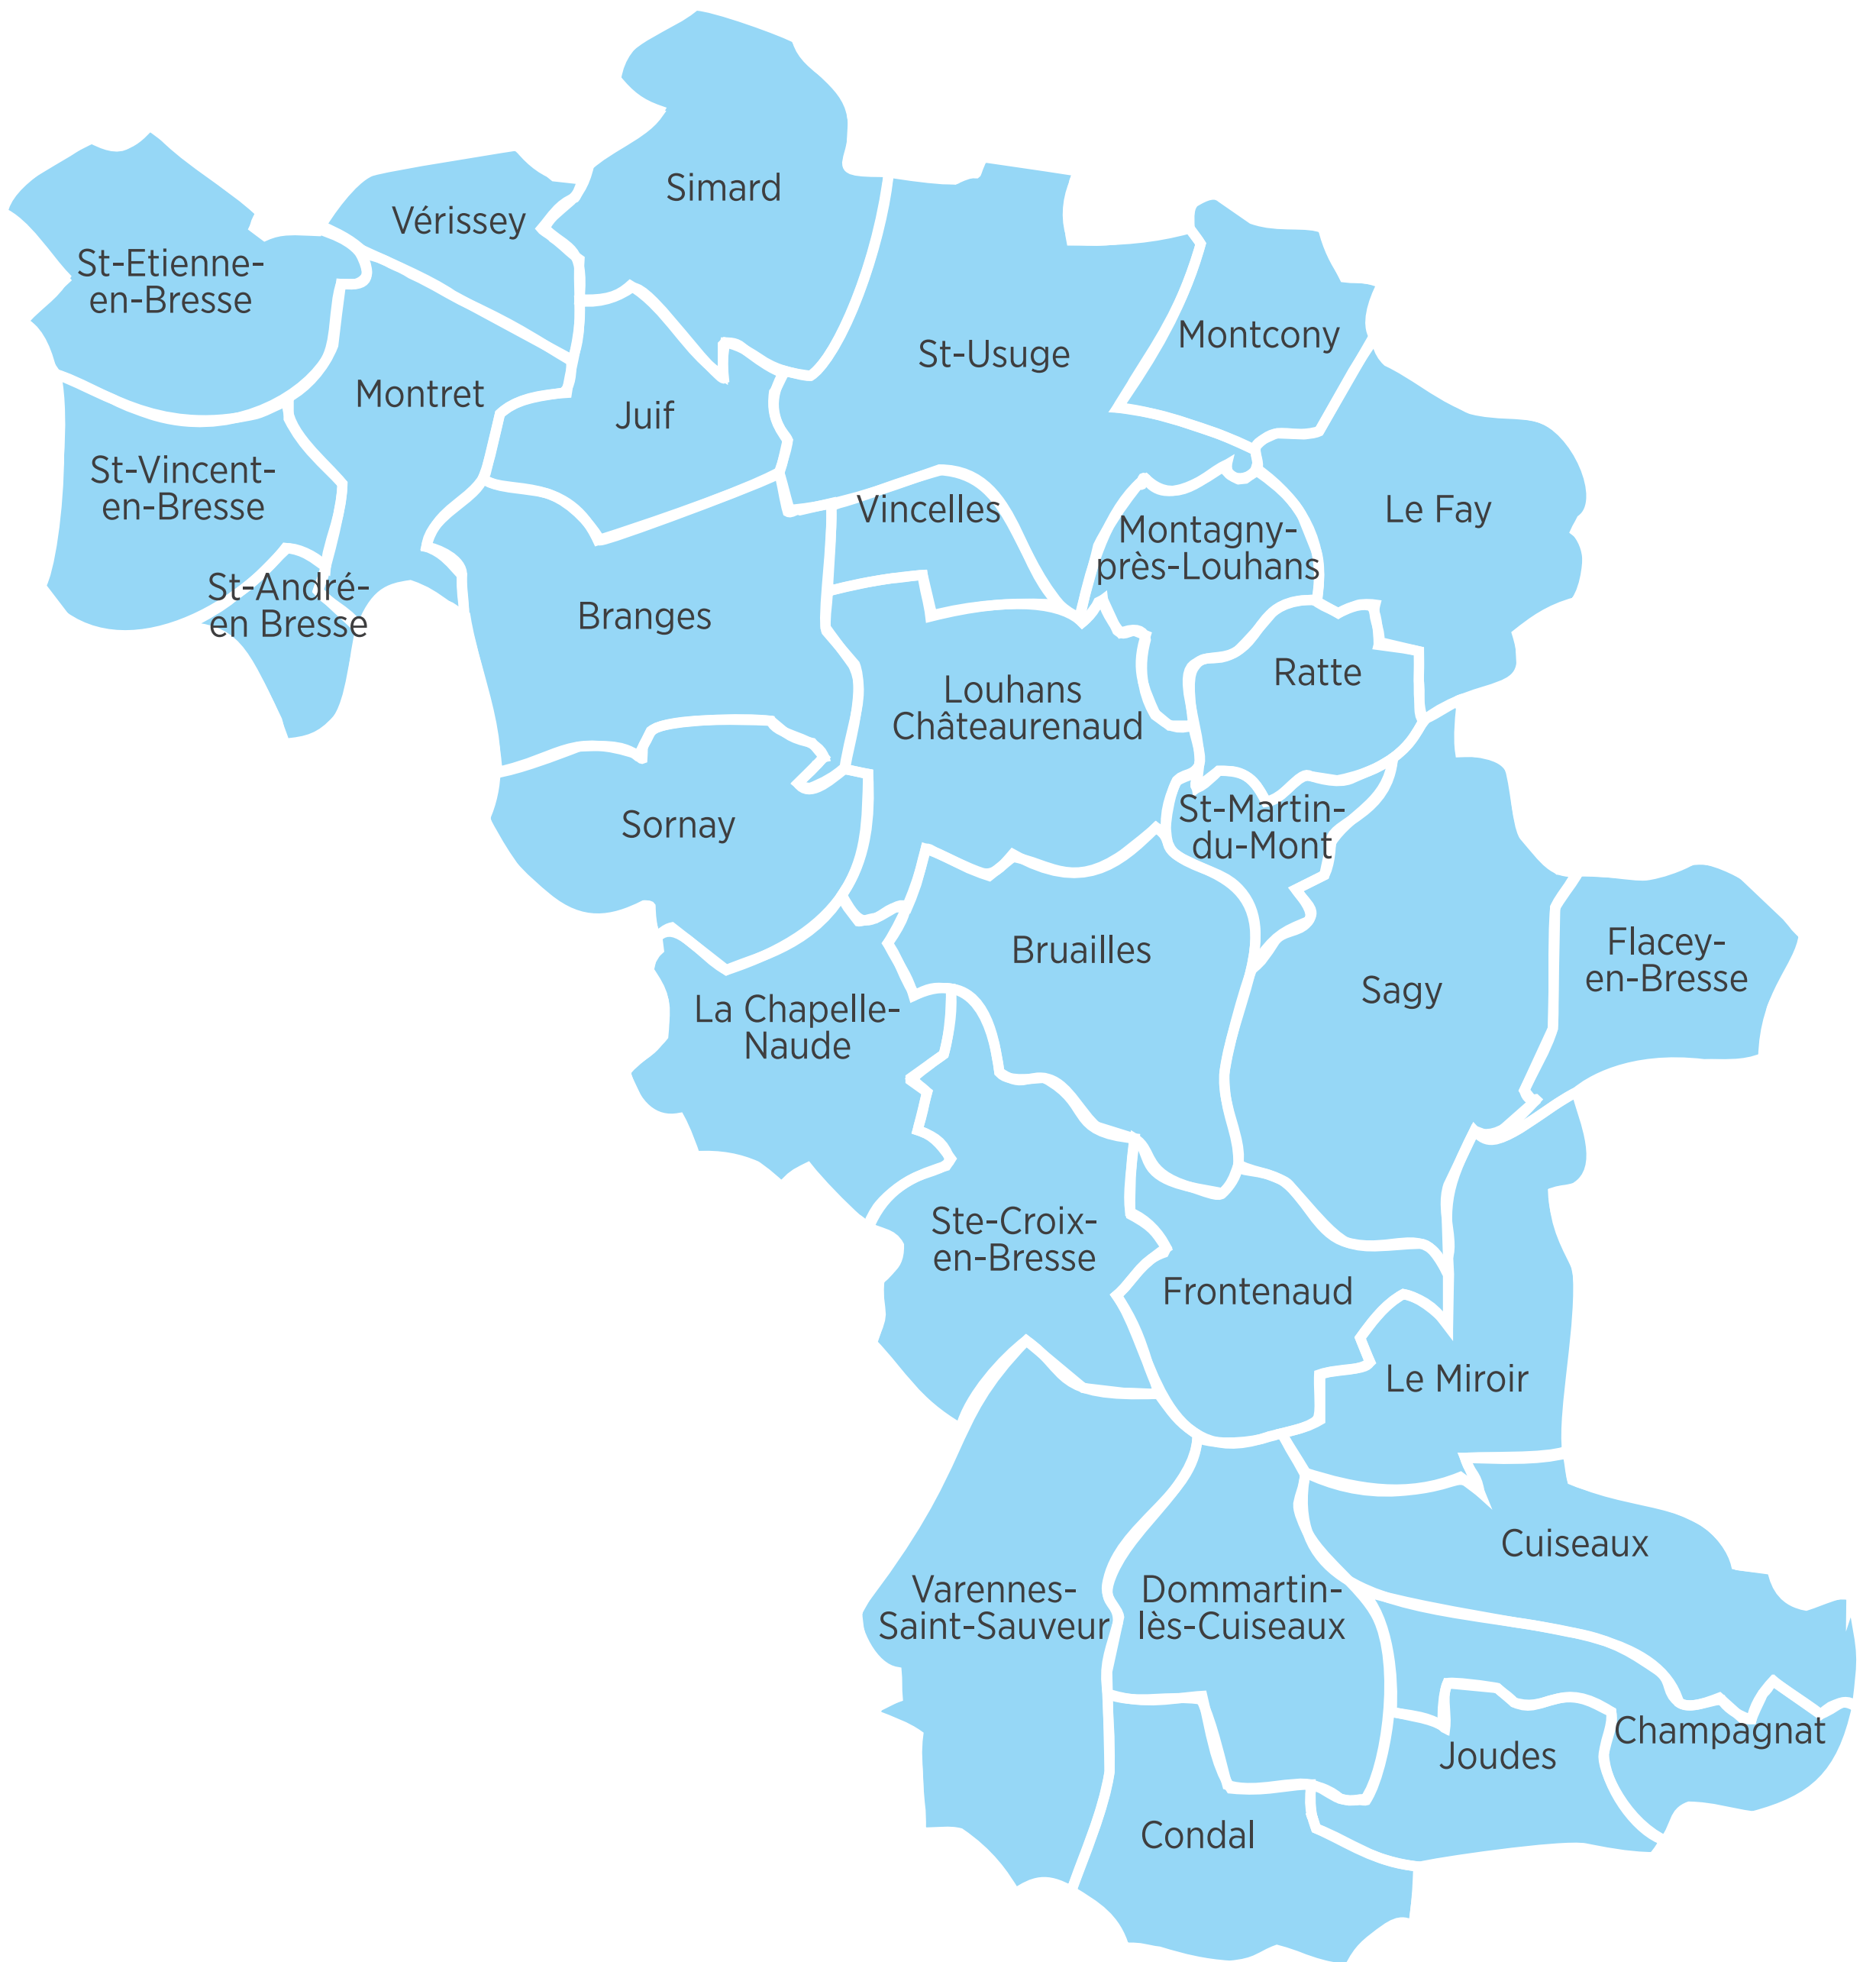 Simard
Vérissey
St-Etienne-
en-Bresse
Montcony
St-Usuge
Montret
Juif
St-Vincent-
en-Bresse
Vincelles
Le Fay
Montagny-
près-Louhans
St-André-
en Bresse
Branges
Ratte
Louhans
Châteaurenaud
St-Martin-
du-Mont
Sornay
Bruailles
Flacey-
en-Bresse
Sagy
La Chapelle-
Naude
Ste-Croix-
en-Bresse
Frontenaud
Le Miroir
Cuiseaux
Varennes-
Saint-Sauveur
Dommartin-
lès-Cuiseaux
Champagnat
Joudes
Condal